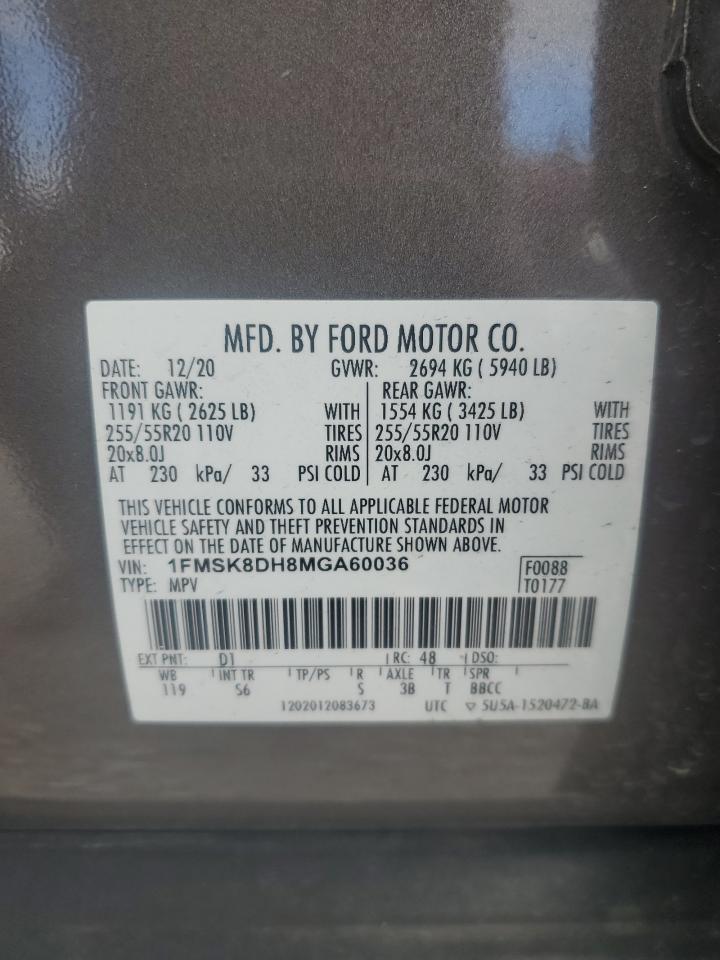 MFD. BY FORD MOTOR CO.
DATE: 12/20 GVWR: 2694 KG ( 5940 LB)
FRONT GAWR: REAR GAWR:
1191 KG ( 2625 LB) WITH 1554 KG ( 3425 LB) WITH
255/55R20 110V TIRES 255/55R20 110V TIRES
20x8.0J RIMS 20x8.0J RIMS
AT 230 kPa/ 33 PSI COLD AT 230 kPa/ 33 PSI COLD
THIS VEHICLE CONFORMS TO ALL APPLICABLE FEDERAL MOTOR
VEHICLE SAFETY AND THEFT PREVENTION STANDARDS IN
EFFECT ON THE DATE OF MANUFACTURE SHOWN ABOVE.
VIN: 1FMSK8DH8MGA60036 F0088
TYPE: MPV T0177
EXT PNT: D1 RC: 48 DSO:
WB INT TR TP/PS R AXLE TR SPR
119 S6 S 3B T BBCC
1202012083673 UTC ▽ 5U5A-1520472-BA